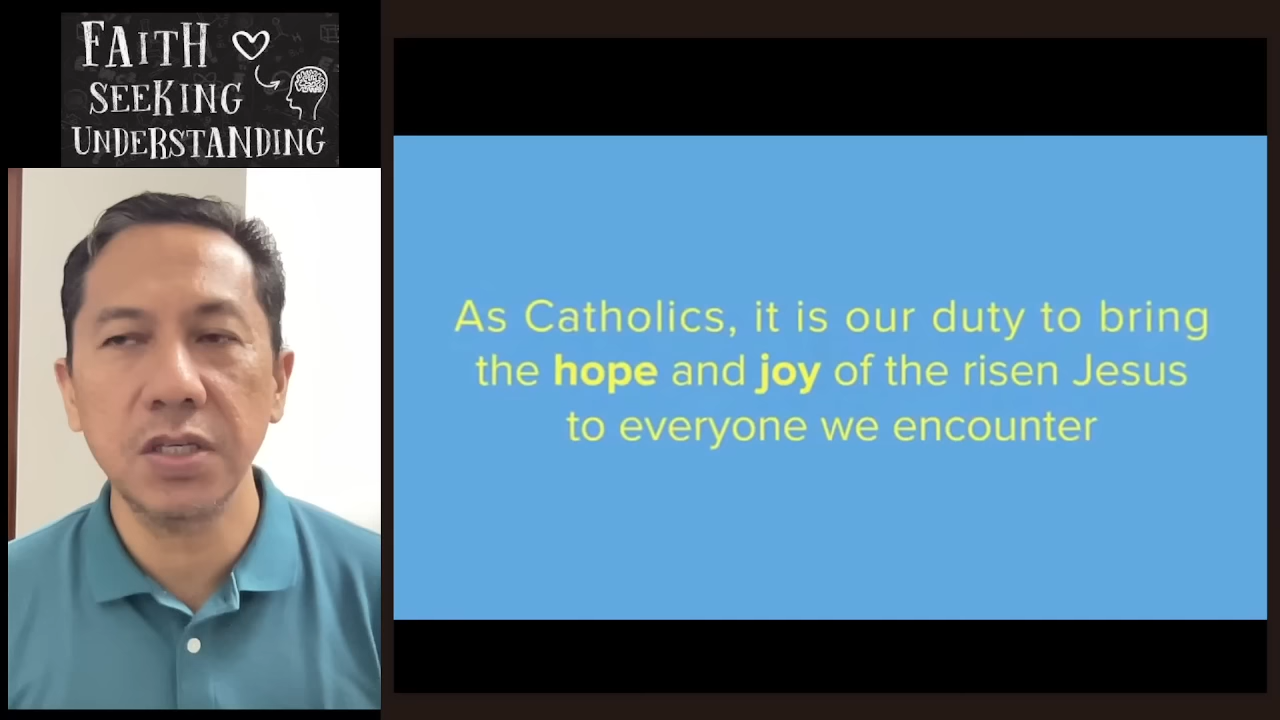 FAITH
SEEKING
UNDERSTANDING
As Catholics, it is our duty to bring
the hope and joy of the risen Jesus
to everyone we encounter